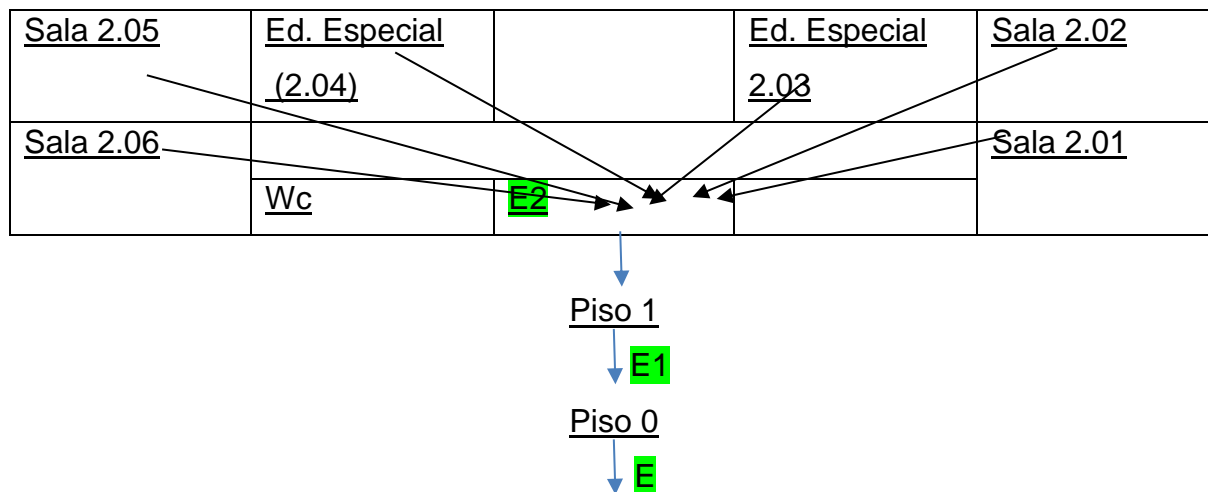 Sala 2.05 Ed. Especial Ed. Especial Sala 2.02
(2.04) 2.03
Sala 2.06 Sala 2.01
Wc E2
Piso 1
E1
Piso 0
E